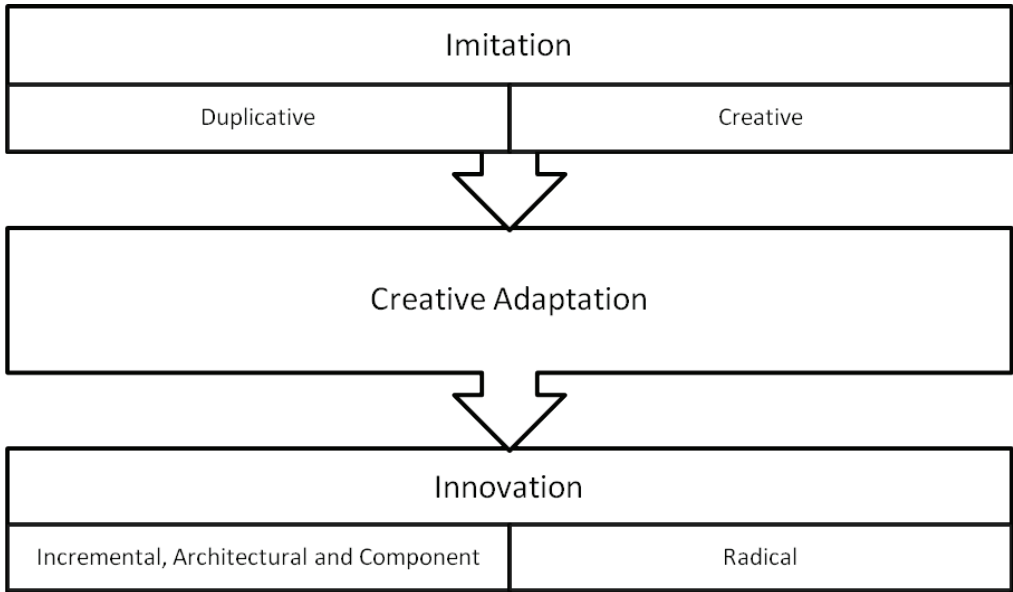 Imitation
Duplicative
Creative
Creative Adaptation
Innovation
Incremental, Architectural and Component
Radical